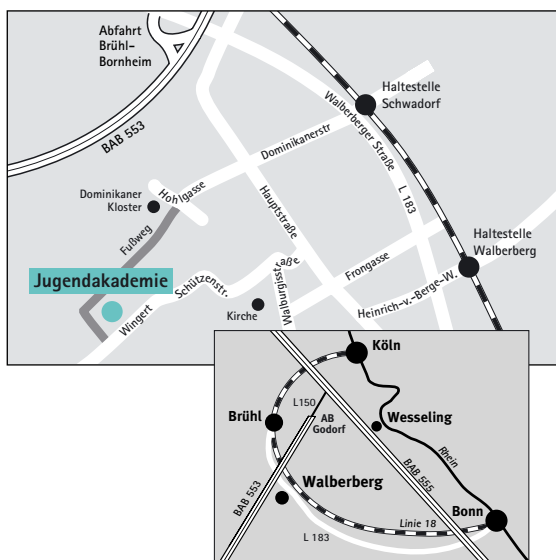 Abfahrt
Brühl-
Bornheim
BAB 553
Haltestelle
Schwadorf
Walberberger Straße
Dominikanerstr
L 183
Dominikaner
Kloster
Hohlgasse
Hauptstraße
Fußweg
Haltestelle
Walberberg
Jugendakademie
Schützenstr.
aße
Frongasse
Walburgisst
Heinrich-v.-Berge-W.
Wingert
Kirche
Köln
L150
Brühl
AB
Godorf
Wesseling
Rhein
BAB 555
BAB 553
Walberberg
Bonn
Linie 18
L 183